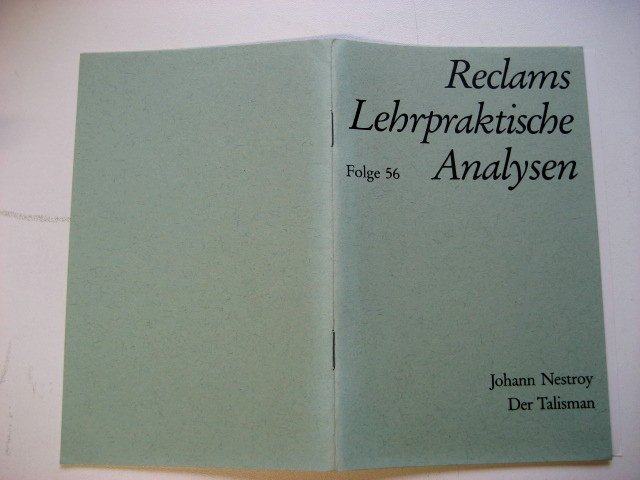 Reclams
Lehrpraktische
Folge 56 Analysen
Johann Nestroy
Der Talisman